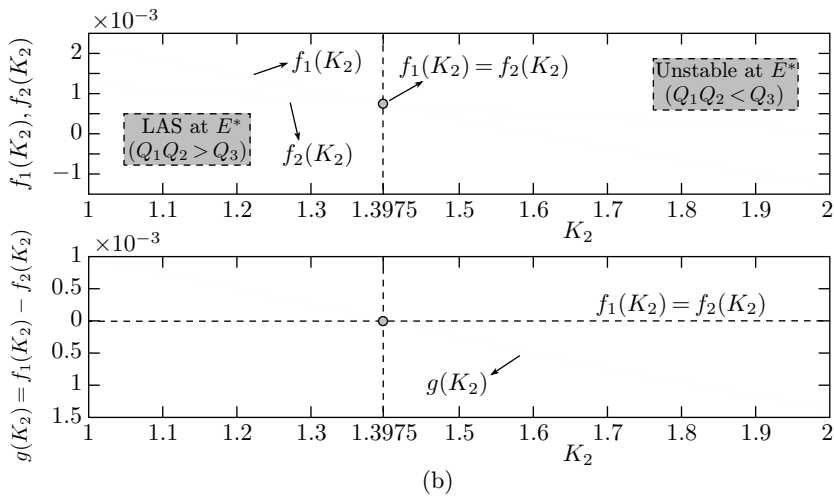 ×10⁻³
f₁(K₂), f₂(K₂)
2
1
0
−1
f₁(K₂)
f₁(K₂) = f₂(K₂)
Unstable at E*
(Q₁Q₂ < Q₃)
LAS at E*
(Q₁Q₂ > Q₃)
f₂(K₂)
1 1.1 1.2 1.3 1.3975 1.5 1.6 1.7 1.8 1.9 2
K₂
×10⁻³
g(K₂) = f₁(K₂) − f₂(K₂)
1
0.5
0
0.5
1
1.5
f₁(K₂) = f₂(K₂)
g(K₂)
1 1.1 1.2 1.3 1.3975 1.5 1.6 1.7 1.8 1.9 2
K₂
(b)